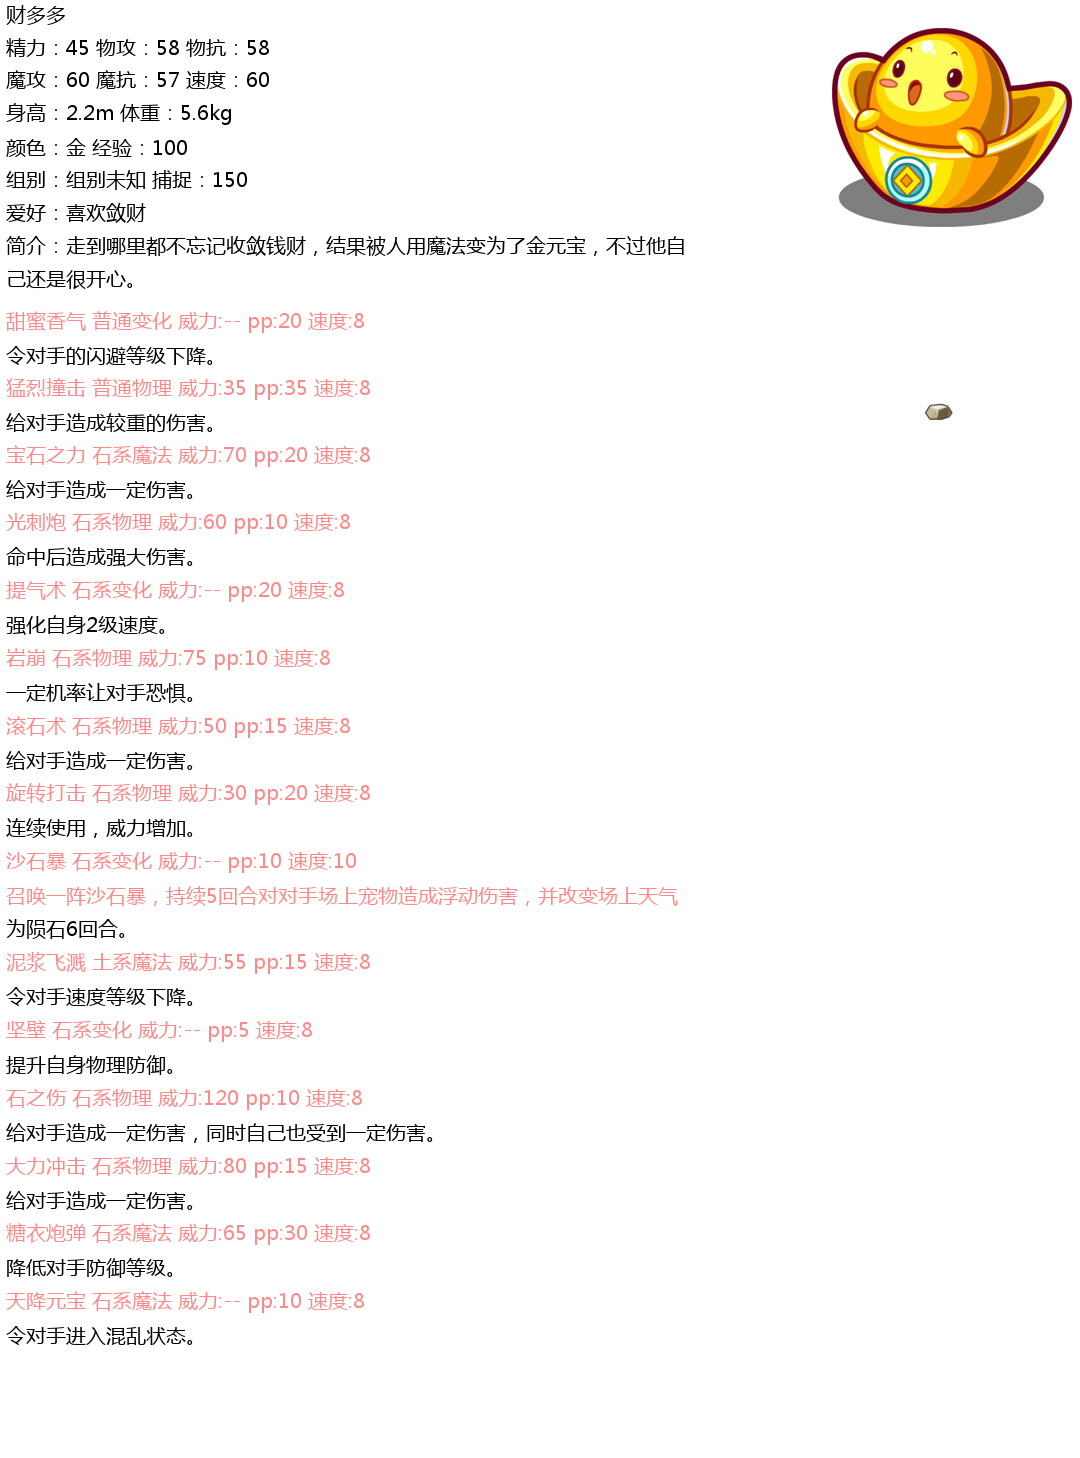 财多多
精力：45 物攻：58 物抗：58
魔攻：60 魔抗：57 速度：60
身高：2.2m 体重：5.6kg
颜色：金 经验：100
组别：组别未知 捕捉：150
爱好：喜欢敛财
简介：走到哪里都不忘记收敛钱财，结果被人用魔法变为了金元宝，不过他自
己还是很开心。
甜蜜香气 普通变化 威力:-- pp:20 速度:8
令对手的闪避等级下降。
猛烈撞击 普通物理 威力:35 pp:35 速度:8
给对手造成较重的伤害。
宝石之力 石系魔法 威力:70 pp:20 速度:8
给对手造成一定伤害。
光刺炮 石系物理 威力:60 pp:10 速度:8
命中后造成强大伤害。
提气术 石系变化 威力:-- pp:20 速度:8
强化自身2级速度。
岩崩 石系物理 威力:75 pp:10 速度:8
一定机率让对手恐惧。
滚石术 石系物理 威力:50 pp:15 速度:8
给对手造成一定伤害。
旋转打击 石系物理 威力:30 pp:20 速度:8
连续使用，威力增加。
沙石暴 石系变化 威力:-- pp:10 速度:10
召唤一阵沙石暴，持续5回合对对手场上宠物造成浮动伤害，并改变场上天气
为陨石6回合。
泥浆飞溅 土系魔法 威力:55 pp:15 速度:8
令对手速度等级下降。
坚壁 石系变化 威力:-- pp:5 速度:8
提升自身物理防御。
石之伤 石系物理 威力:120 pp:10 速度:8
给对手造成一定伤害，同时自己也受到一定伤害。
大力冲击 石系物理 威力:80 pp:15 速度:8
给对手造成一定伤害。
糖衣炮弹 石系魔法 威力:65 pp:30 速度:8
降低对手防御等级。
天降元宝 石系魔法 威力:-- pp:10 速度:8
令对手进入混乱状态。